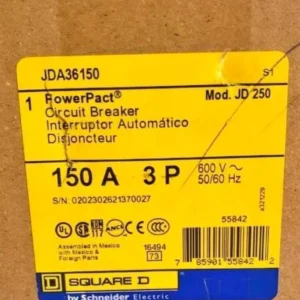 JDA36150
S1
1 PowerPact® Mod. JD 250
Circuit Breaker
Interruptor Automático
Disjoncteur
150 A 3 P 600 V ~
50/60 Hz
S/N: 0202302621370027
55842
UL
Assembled in Mexico
with Mexico &
Foreign Parts
16494
73
7 85901 55842 2
D SQUARE D
by Schneider Electric